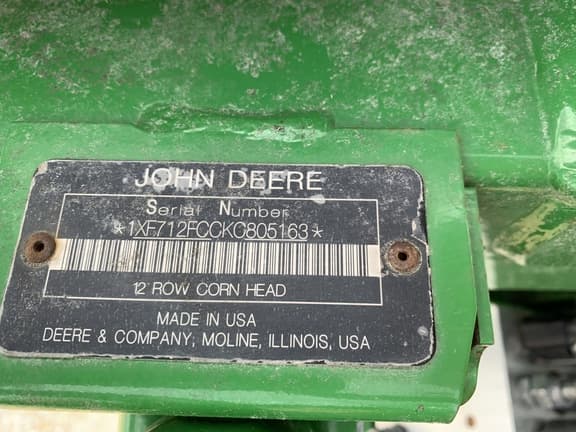 JOHN DEERE
Serial Number
*1XF712FCCKC805163*
12 ROW CORN HEAD
MADE IN USA
DEERE & COMPANY, MOLINE, ILLINOIS, USA